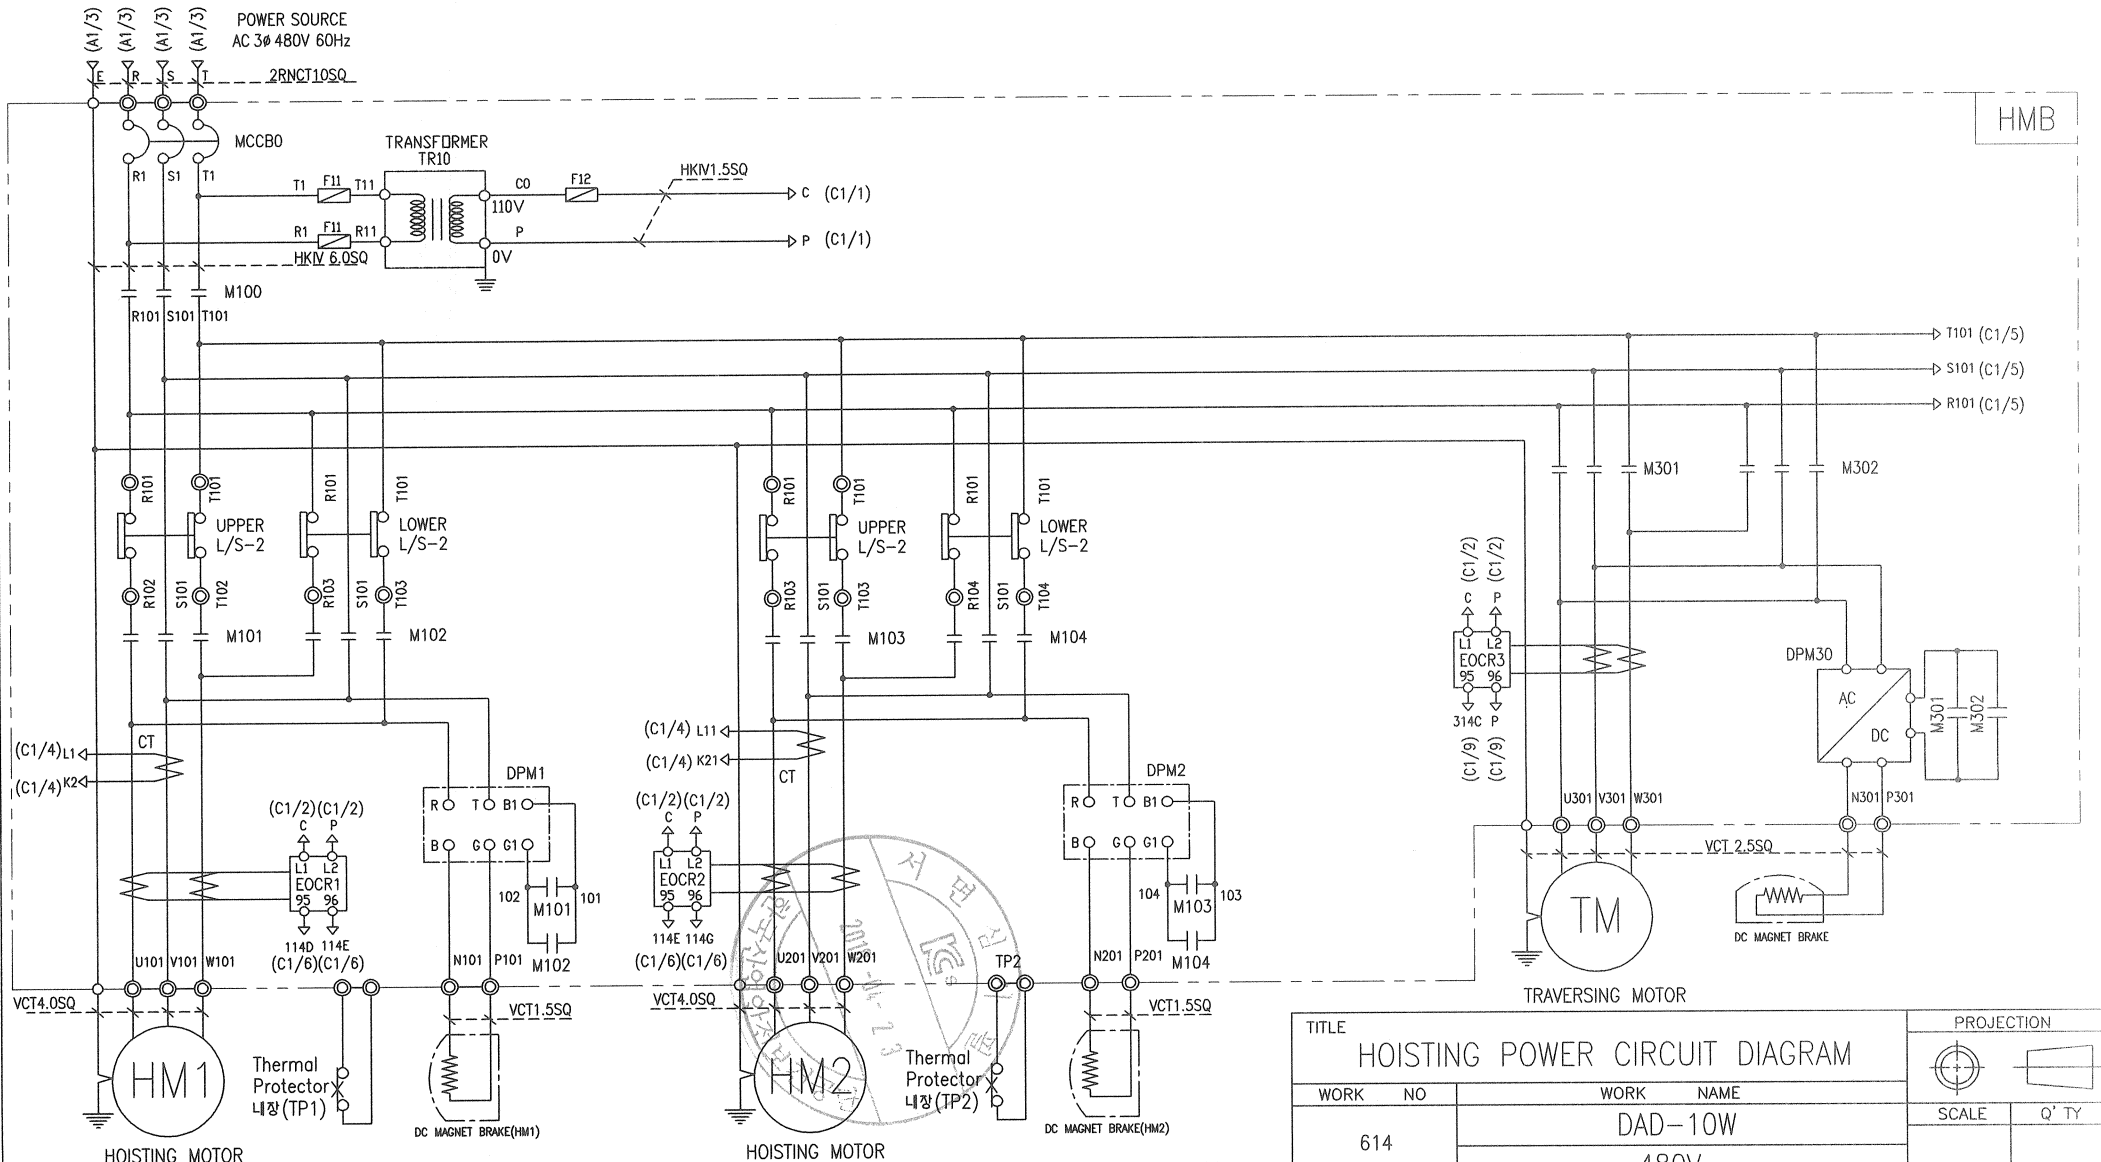 (A1/3) (A1/3) (A1/3) (A1/3)
POWER SOURCE
AC 3ø 480V 60Hz
E R S T
2RNCT10SQ
HMB
MCCB0
R1 S1 T1
TRANSFORMER
TR10
T1 F11 T11
C0 F12
HKIV1.5SQ
C (C1/1)
110V
R1 F11 R11
P
P (C1/1)
0V
HKIV 6.0SQ
M100
R101 S101 T101
T101 (C1/5)
S101 (C1/5)
R101 (C1/5)
R101 T101 R101 T101
UPPER
L/S-2
LOWER
L/S-2
R102 S101 T102 R103 S101 T103
M101 M102
R101 T101 R101 T101
UPPER
L/S-2
LOWER
L/S-2
R103 S101 T103 R104 S101 T104
M103 M104
M301 M302
(C1/2) (C1/2)
C P
L1 L2
EOCR3
95 96
314C P
(C1/9) (C1/9)
DPM30
AC
DC
M301 M302
(C1/4) L1
CT
(C1/4) K2
(C1/4) L11
(C1/4) K21
CT
DPM1
R T B1
B G G1
102 M101 101
M102
DPM2
R T B1
B G G1
104 M103 103
M104
(C1/2)(C1/2)
C P
L1 L2
EOCR1
95 96
114D 114E
(C1/6)(C1/6)
(C1/2)(C1/2)
C P
L1 L2
EOCR2
95 96
114E 114G
(C1/6)(C1/6)
U101 V101 W101
N101 P101
U201 V201 W201
TP2
N201 P201
U301 V301 W301
N301 P301
VCT 2.5SQ
TM
DC MAGNET BRAKE
TRAVERSING MOTOR
VCT4.0SQ
VCT1.5SQ
VCT4.0SQ
VCT1.5SQ
HM1
Thermal
Protector
내장(TP1)
DC MAGNET BRAKE(HM1)
HOISTING MOTOR
HM2
Thermal
Protector
내장(TP2)
DC MAGNET BRAKE(HM2)
HOISTING MOTOR
서면심사
KCs
TITLE
HOISTING POWER CIRCUIT DIAGRAM
PROJECTION
WORK NO
WORK NAME
SCALE
Q' TY
614
DAD-10W
480V